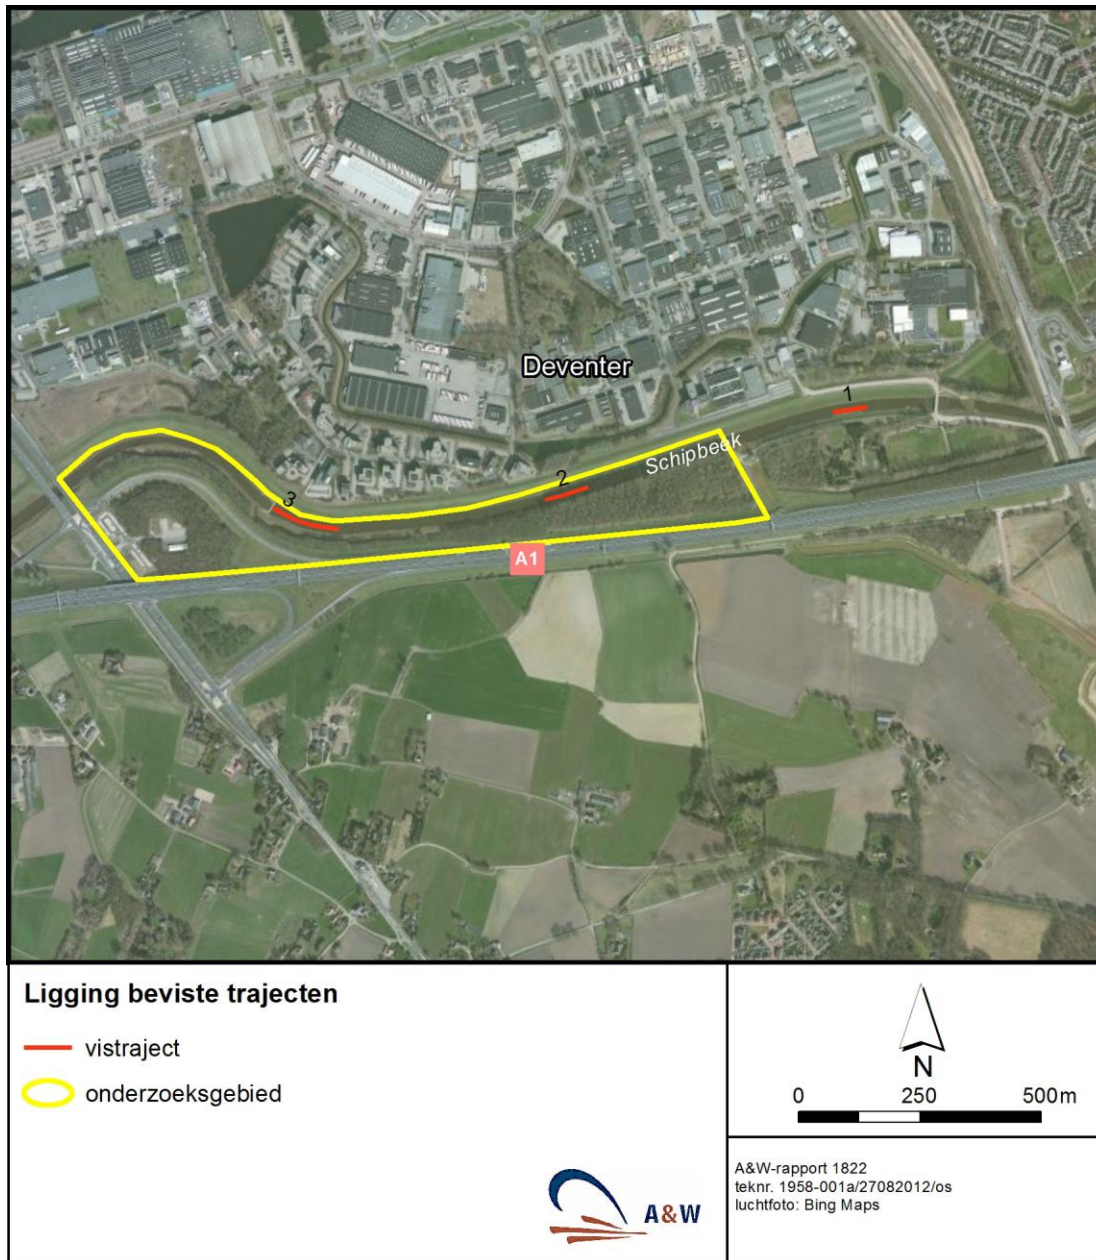 Deventer
1
Schipbeek
2
3
A1
Ligging beviste trajecten
vistraject
onderzoeksgebied
N
0 250 500m
A&W
A&W-rapport 1822
teknr. 1958-001a/27082012/os
luchtfoto: Bing Maps